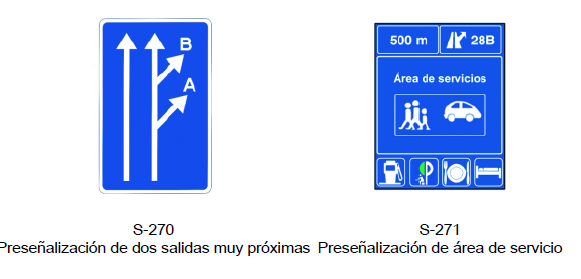 B
A
500 m
28B
Área de servicios
S-270
Preseñalización de dos salidas muy próximas
S-271
Preseñalización de área de servicio